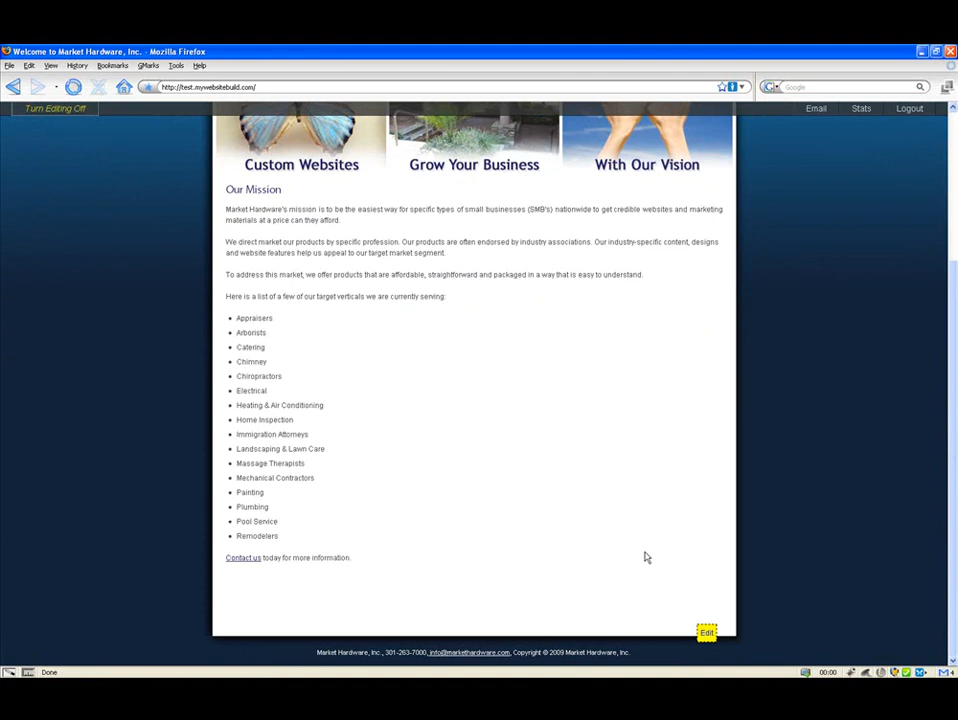 Welcome to Market Hardware, Inc. - Mozilla Firefox
File Edit View History Bookmarks GMarks Tools Help
http://test.mywebsitebuild.com/
Google
Turn Editing Off
Email Stats Logout
Custom Websites
Grow Your Business
With Our Vision
Our Mission
Market Hardware's mission is to be the easiest way for specific types of small businesses (SMB's) nationwide to get credible websites and marketing
materials at a price can they afford.
We direct market our products by specific profession. Our products are often endorsed by industry associations. Our industry-specific content, designs
and website features help us appeal to our target market segment.
To address this market, we offer products that are affordable, straightforward and packaged in a way that is easy to understand.
Here is a list of a few of our target verticals we are currently serving:
• Appraisers
• Arborists
• Catering
• Chimney
• Chiropractors
• Electrical
• Heating & Air Conditioning
• Home Inspection
• Immigration Attorneys
• Landscaping & Lawn Care
• Massage Therapists
• Mechanical Contractors
• Painting
• Plumbing
• Pool Service
• Remodelers
Contact us today for more information.
Edit
Market Hardware, Inc., 301-263-7000, info@markethardware.com, Copyright © 2009 Market Hardware, Inc.
Done
00:00
4